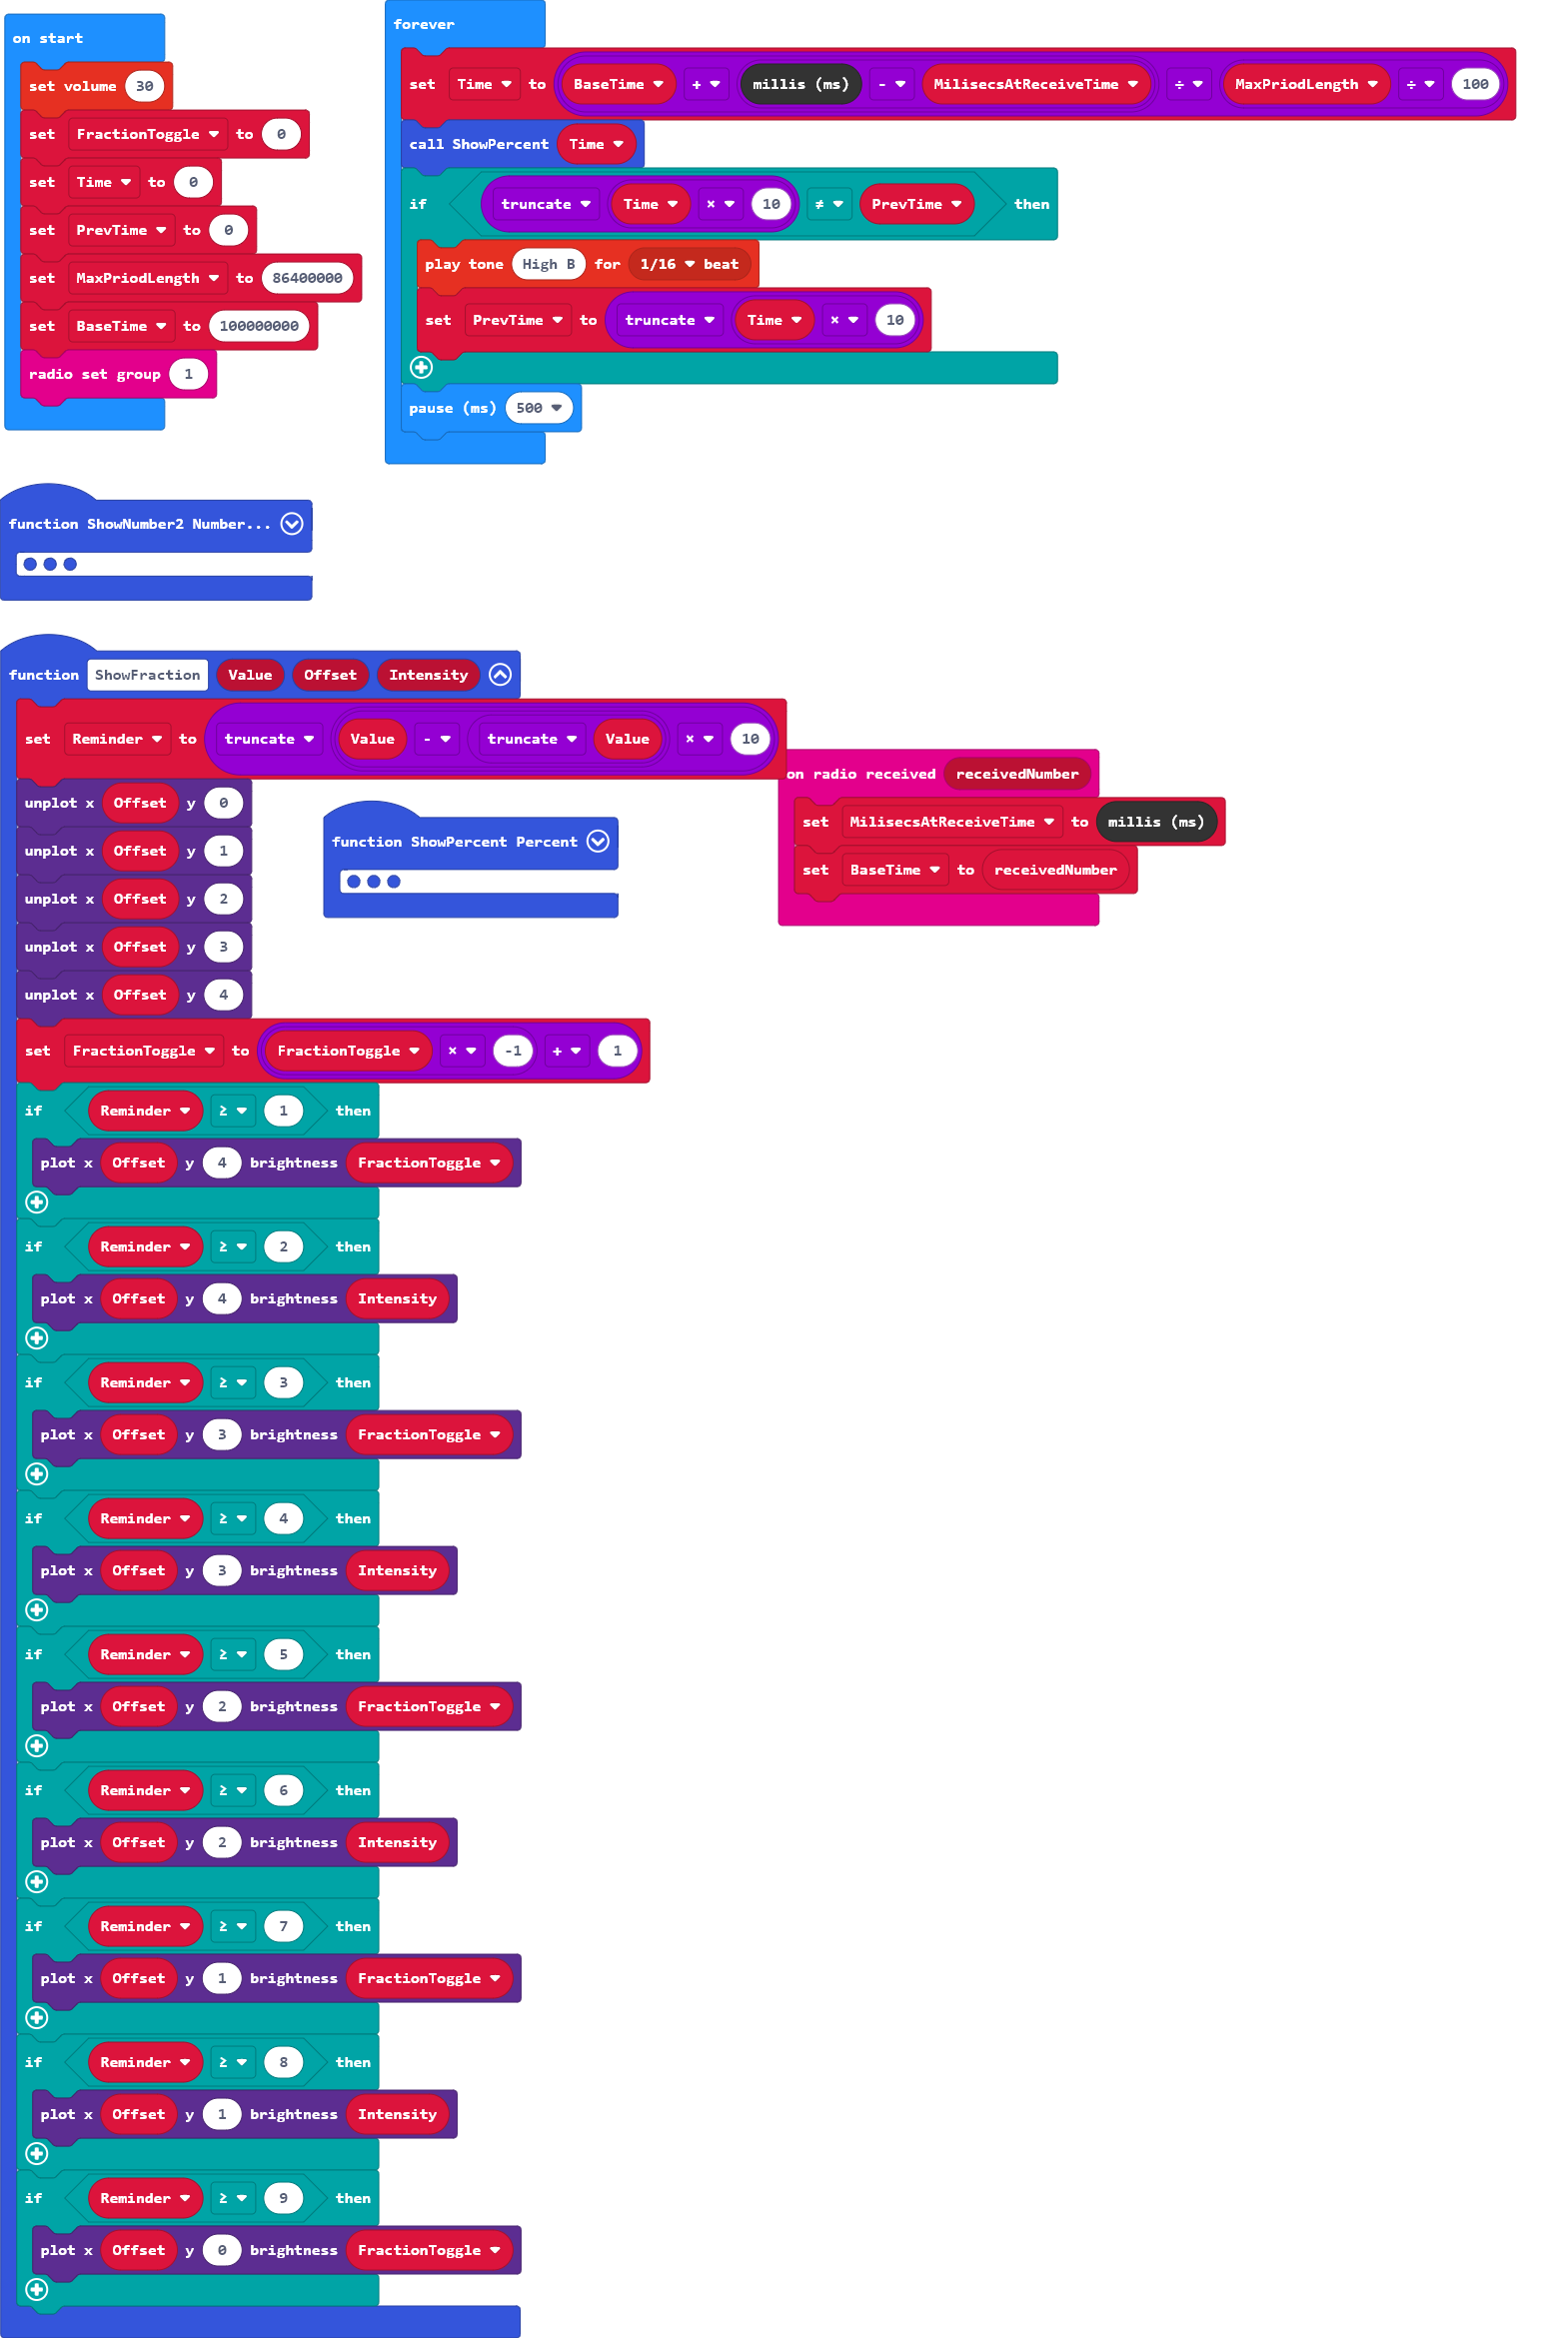 on start
set volume 30
set FractionToggle to 0
set Time to 0
set PrevTime to 0
set MaxPriodLength to 86400000
set BaseTime to 100000000
radio set group 1
forever
set Time to BaseTime + millis (ms) - MilisecsAtReceiveTime ÷ MaxPriodLength ÷ 100
call ShowPercent Time
if truncate Time × 10 ≠ PrevTime then
play tone High B for 1/16 beat
set PrevTime to truncate Time × 10
pause (ms) 500
function ShowNumber2 Number...
function ShowFraction Value Offset Intensity
set Reminder to truncate Value - truncate Value × 10
unplot x Offset y 0
unplot x Offset y 1
unplot x Offset y 2
unplot x Offset y 3
unplot x Offset y 4
function ShowPercent Percent
on radio received receivedNumber
set MilisecsAtReceiveTime to millis (ms)
set BaseTime to receivedNumber
set FractionToggle to FractionToggle × -1 + 1
if Reminder ≥ 1 then
plot x Offset y 4 brightness FractionToggle
if Reminder ≥ 2 then
plot x Offset y 4 brightness Intensity
if Reminder ≥ 3 then
plot x Offset y 3 brightness FractionToggle
if Reminder ≥ 4 then
plot x Offset y 3 brightness Intensity
if Reminder ≥ 5 then
plot x Offset y 2 brightness FractionToggle
if Reminder ≥ 6 then
plot x Offset y 2 brightness Intensity
if Reminder ≥ 7 then
plot x Offset y 1 brightness FractionToggle
if Reminder ≥ 8 then
plot x Offset y 1 brightness Intensity
if Reminder ≥ 9 then
plot x Offset y 0 brightness FractionToggle